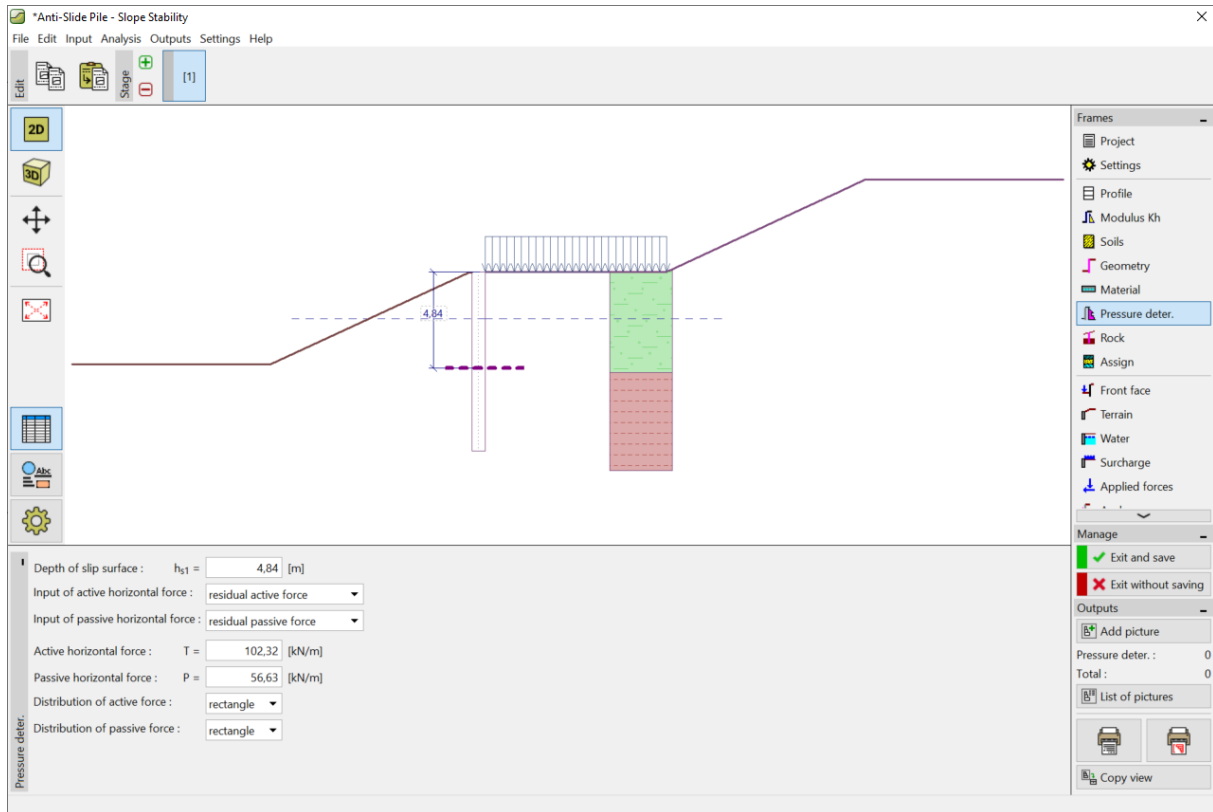 *Anti-Slide Pile - Slope Stability
File Edit Input Analysis Outputs Settings Help
Edit
Stage
[1]
2D
3D
Abc
4,84
Frames
Project
Settings
Profile
Modulus Kh
Soils
Geometry
Material
Pressure deter.
Rock
Assign
Front face
Terrain
Water
Surcharge
Applied forces
Manage
Exit and save
Exit without saving
Outputs
Add picture
Pressure deter. : 0
Total : 0
List of pictures
Copy view
Pressure deter.
Depth of slip surface : hs1 = 4,84 [m]
Input of active horizontal force : residual active force
Input of passive horizontal force : residual passive force
Active horizontal force : T = 102,32 [kN/m]
Passive horizontal force : P = 56,63 [kN/m]
Distribution of active force : rectangle
Distribution of passive force : rectangle